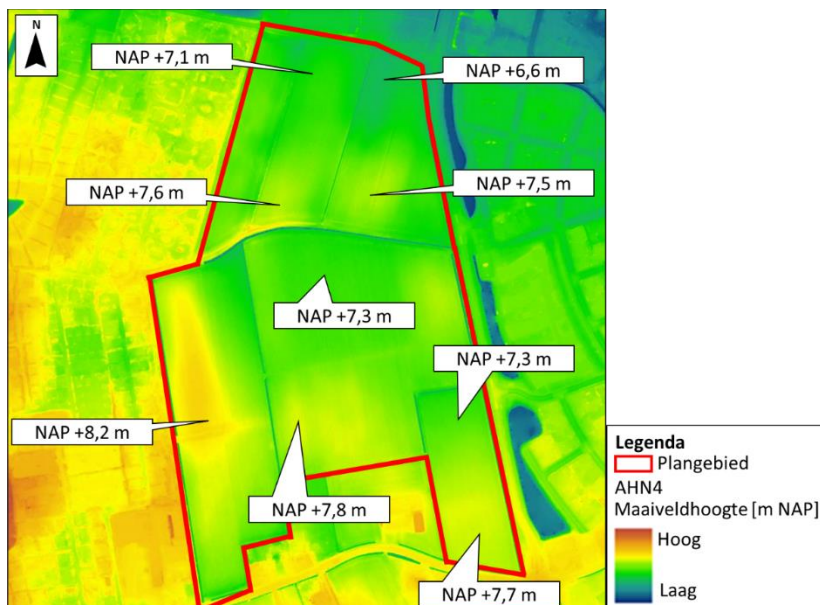 N
NAP +7,1 m
NAP +6,6 m
NAP +7,6 m
NAP +7,5 m
NAP +7,3 m
NAP +7,3 m
NAP +8,2 m
NAP +7,8 m
NAP +7,7 m
Legenda
Plangebied
AHN4
Maaiveldhoogte [m NAP]
Hoog
Laag